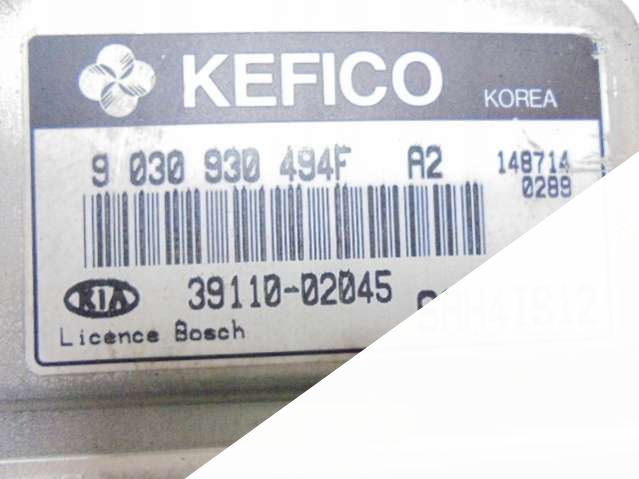 KEFICO KOREA
9 030 930 494F A2 148714
0289
KIA 39110-02045
Licence Bosch